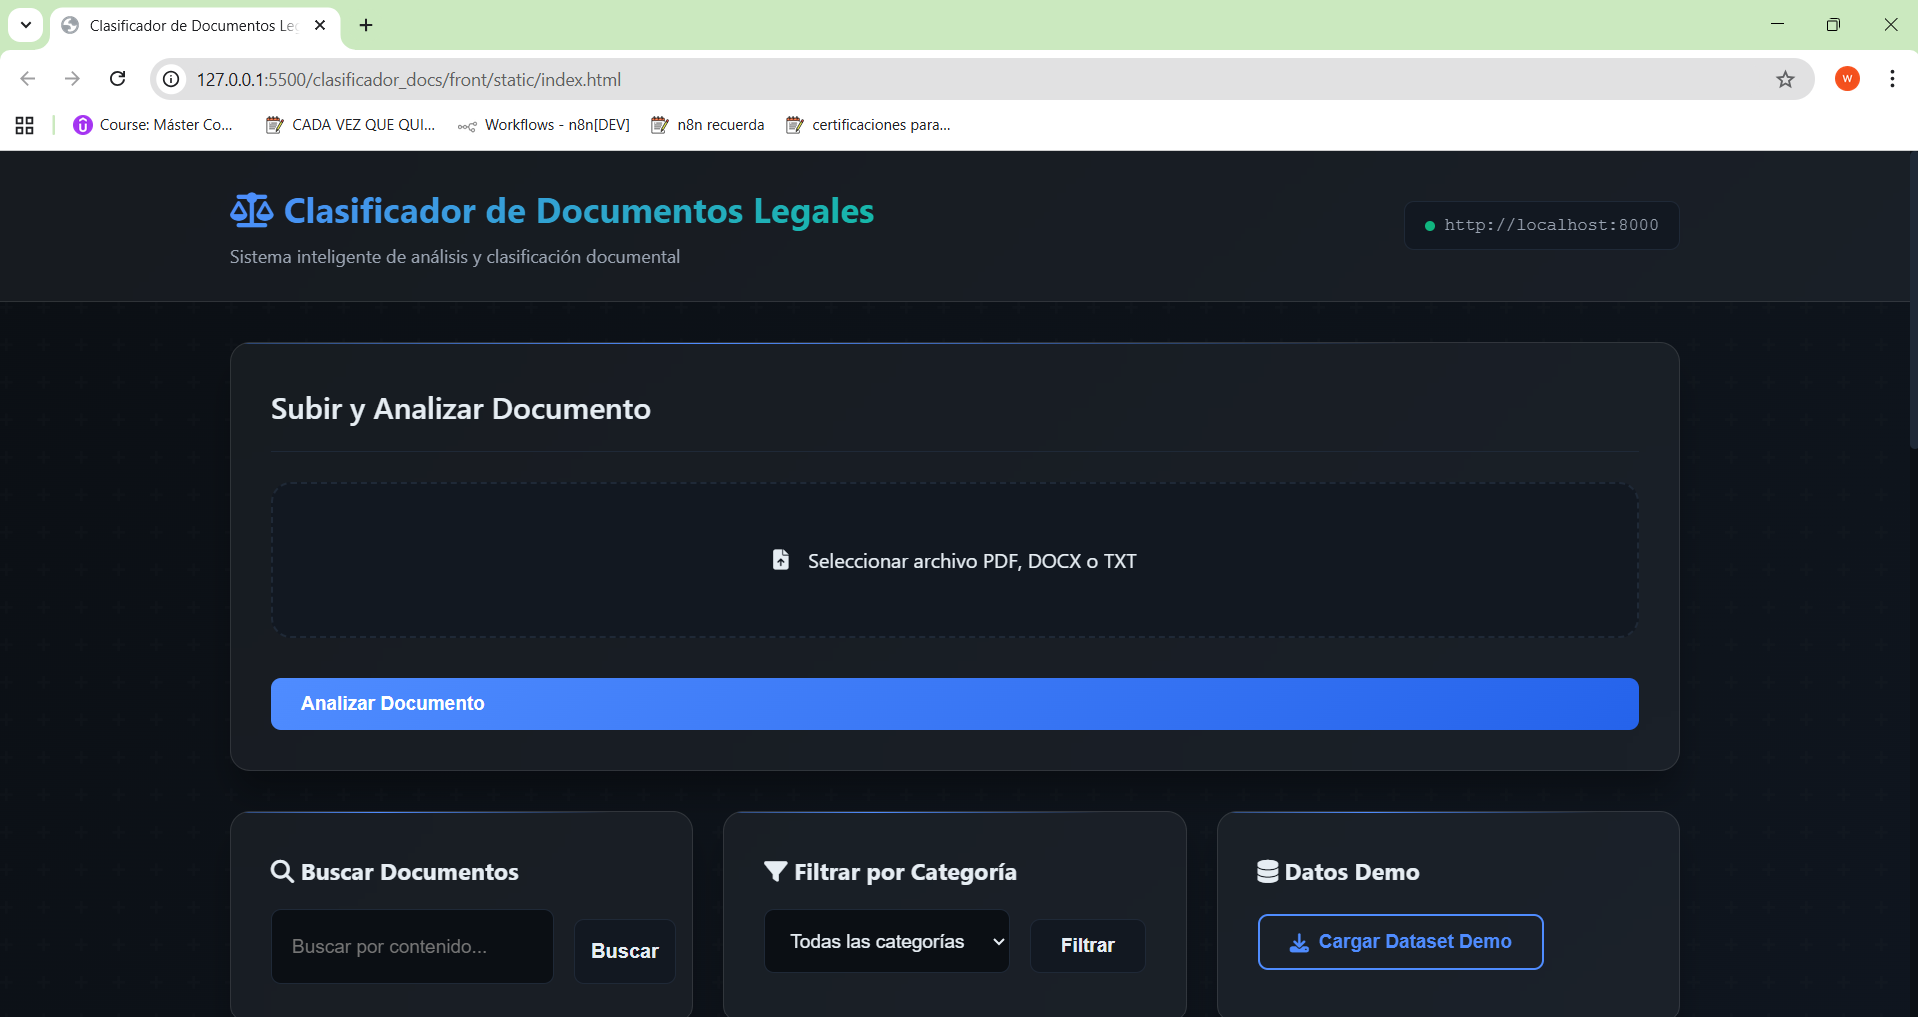 Clasificador de Documentos Le
127.0.0.1:5500/clasificador_docs/front/static/index.html
w
Course: Máster Co...
CADA VEZ QUE QUI...
Workflows - n8n[DEV]
n8n recuerda
certificaciones para...
Clasificador de Documentos Legales
Sistema inteligente de análisis y clasificación documental
http://localhost:8000
Subir y Analizar Documento
Seleccionar archivo PDF, DOCX o TXT
Analizar Documento
Buscar Documentos
Buscar por contenido...
Buscar
Filtrar por Categoría
Todas las categorías
Filtrar
Datos Demo
Cargar Dataset Demo